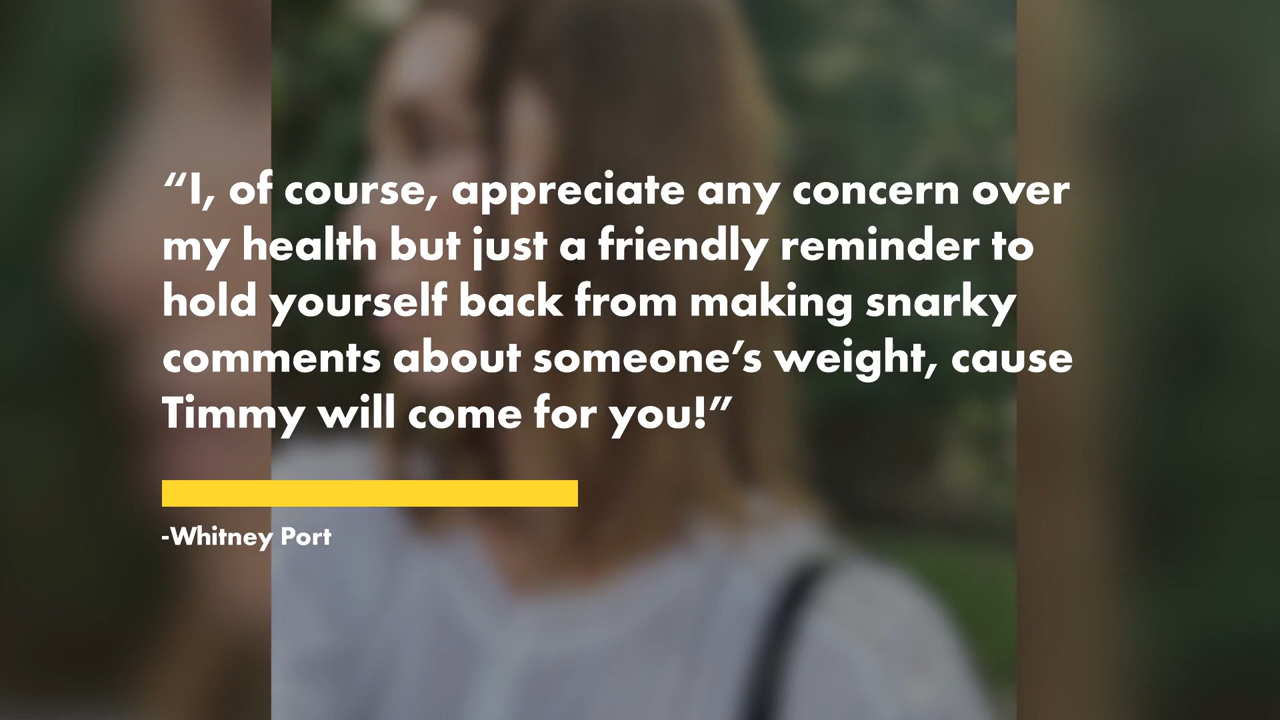 “I, of course, appreciate any concern over
my health but just a friendly reminder to
hold yourself back from making snarky
comments about someone’s weight, cause
Timmy will come for you!”
-Whitney Port